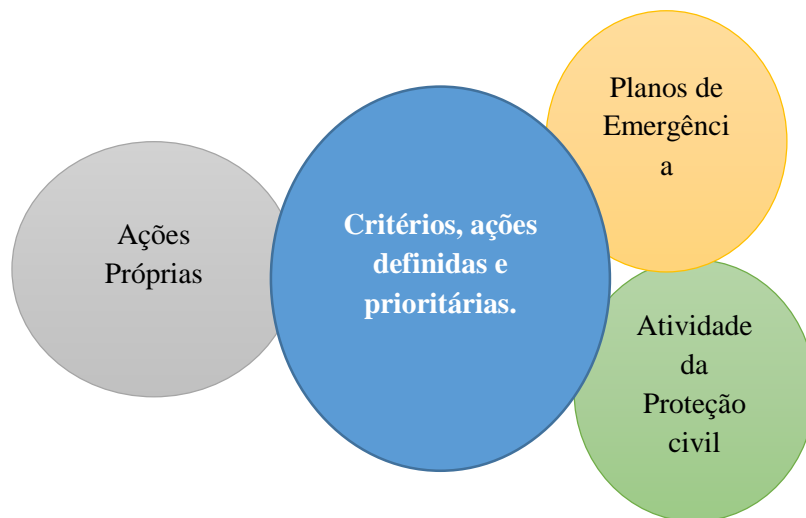 Ações
Próprias
Critérios, ações
definidas e
prioritárias.
Planos de
Emergênci
a
Atividade
da
Proteção
civil